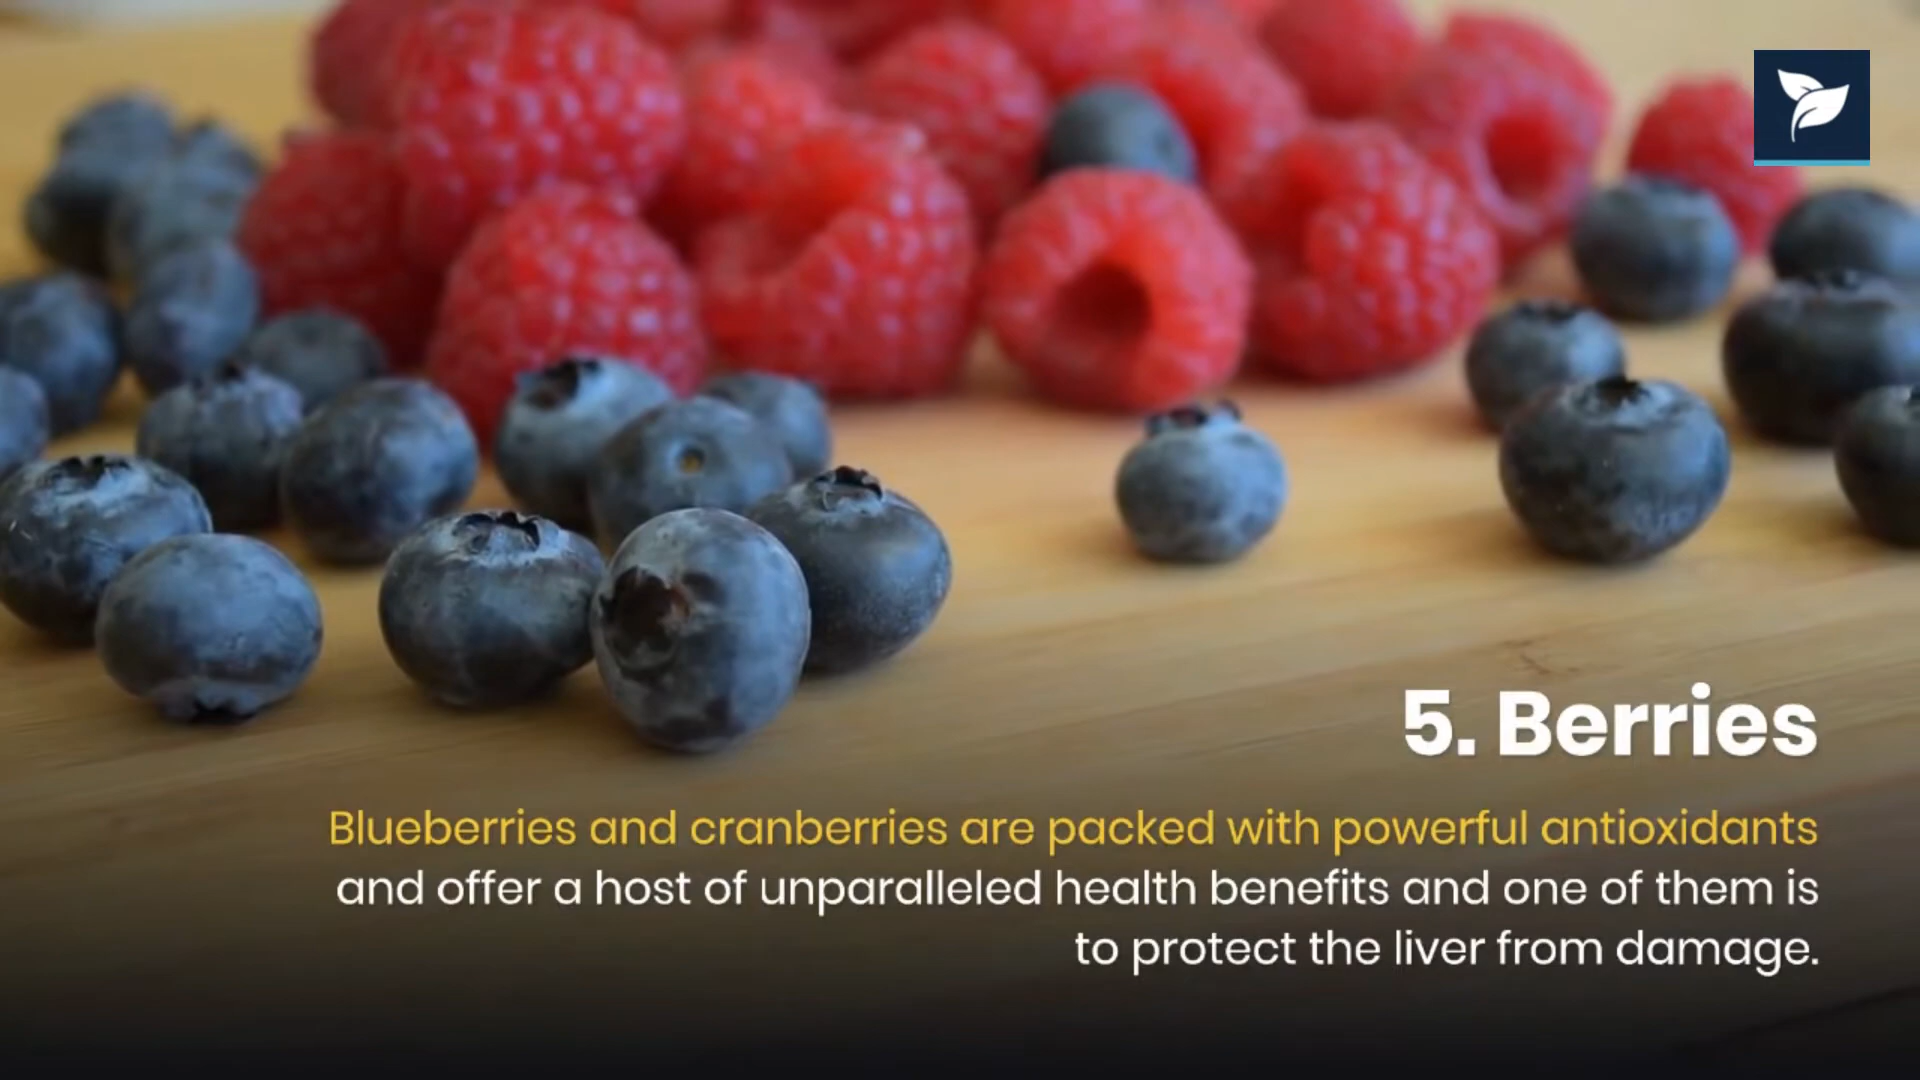 5. Berries
Blueberries and cranberries are packed with powerful antioxidants
and offer a host of unparalleled health benefits and one of them is
to protect the liver from damage.